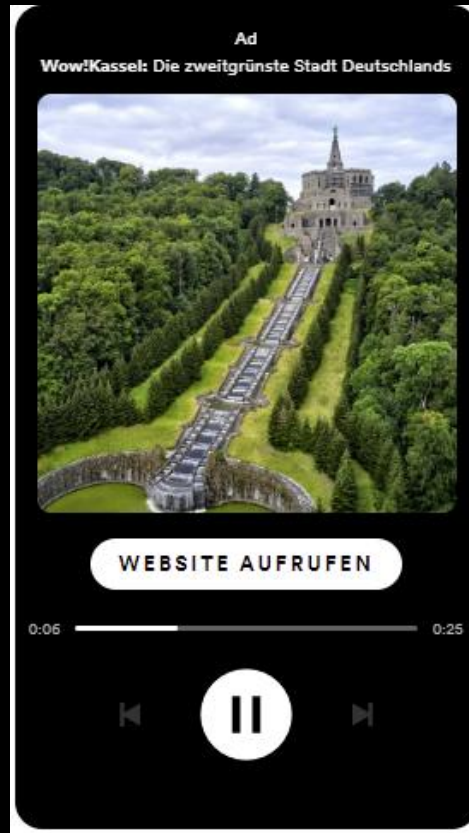 Ad
Wow!Kassel: Die zweitgrünste Stadt Deutschlands
WEBSITE AUFRUFEN
0:06
0:25